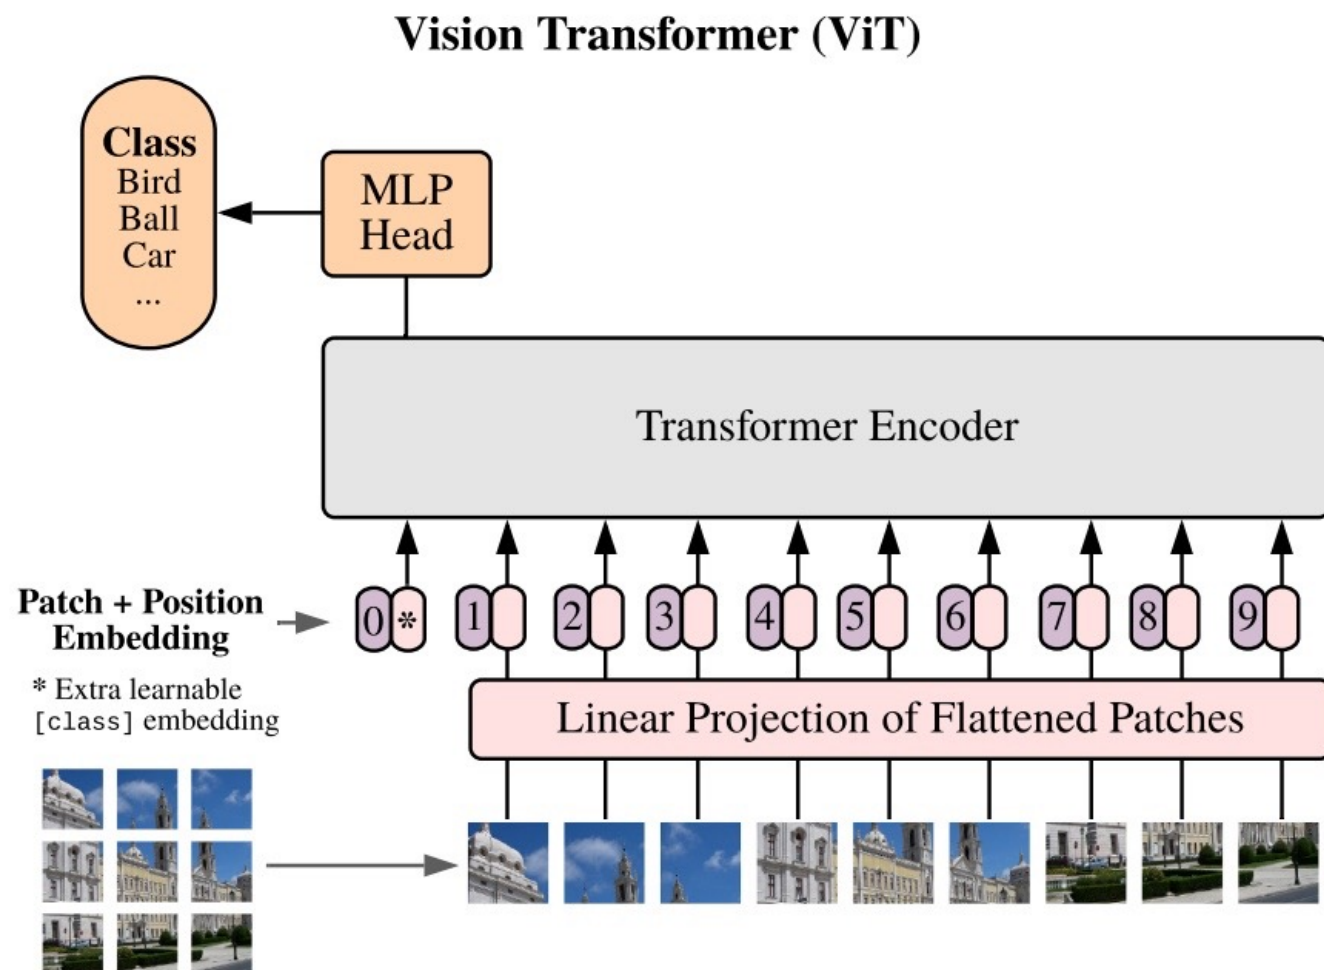 Vision Transformer (ViT)
Class
Bird
Ball
Car
...
MLP
Head
Transformer Encoder
Patch + Position
Embedding
0 * 1 2 3 4 5 6 7 8 9
* Extra learnable
[class] embedding
Linear Projection of Flattened Patches